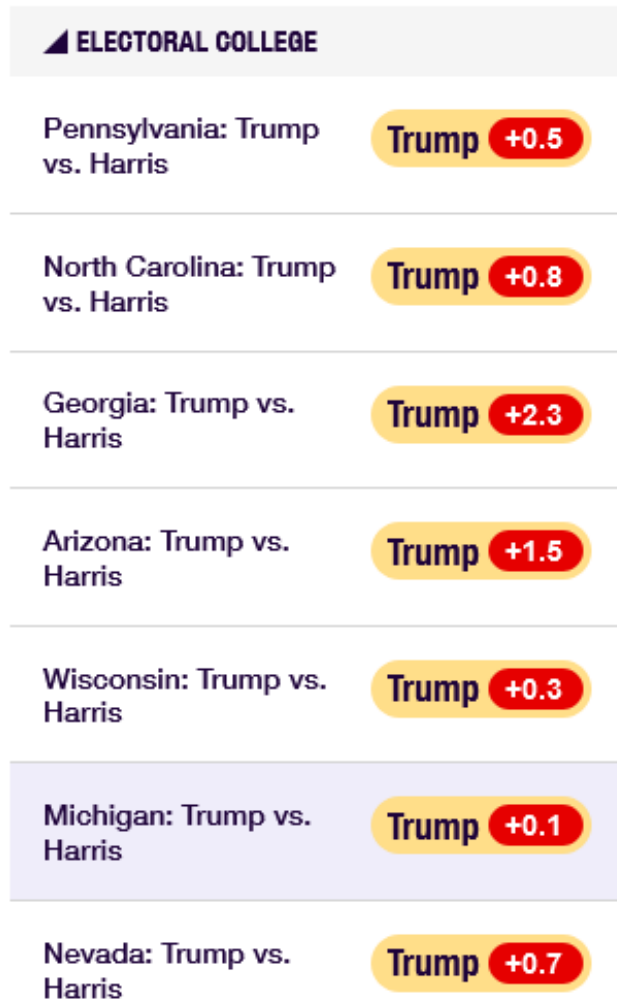 ELECTORAL COLLEGE
Pennsylvania: Trump
vs. Harris
Trump +0.5
North Carolina: Trump
vs. Harris
Trump +0.8
Georgia: Trump vs.
Harris
Trump +2.3
Arizona: Trump vs.
Harris
Trump +1.5
Wisconsin: Trump vs.
Harris
Trump +0.3
Michigan: Trump vs.
Harris
Trump +0.1
Nevada: Trump vs.
Harris
Trump +0.7